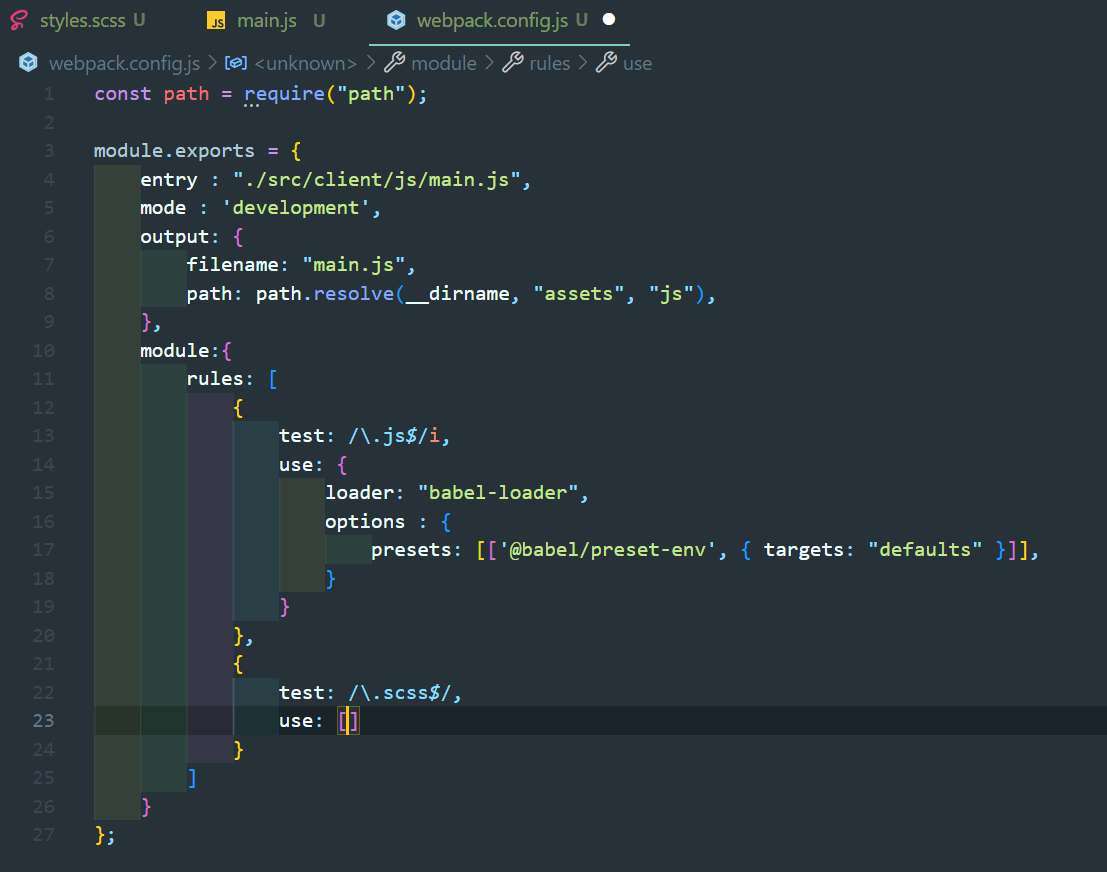 styles.scss U JS main.js U webpack.config.js U
webpack.config.js > <unknown> > module > rules > use
1 const path = require("path");
2
3 module.exports = {
4 entry : "./src/client/js/main.js",
5 mode : 'development',
6 output: {
7 filename: "main.js",
8 path: path.resolve(__dirname, "assets", "js"),
9 },
10 module:{
11 rules: [
12 {
13 test: /\.js$/i,
14 use: {
15 loader: "babel-loader",
16 options : {
17 presets: [['@babel/preset-env', { targets: "defaults" }]],
18 }
19 }
20 },
21 {
22 test: /\.scss$/,
23 use: []
24 }
25 ]
26 }
27 };